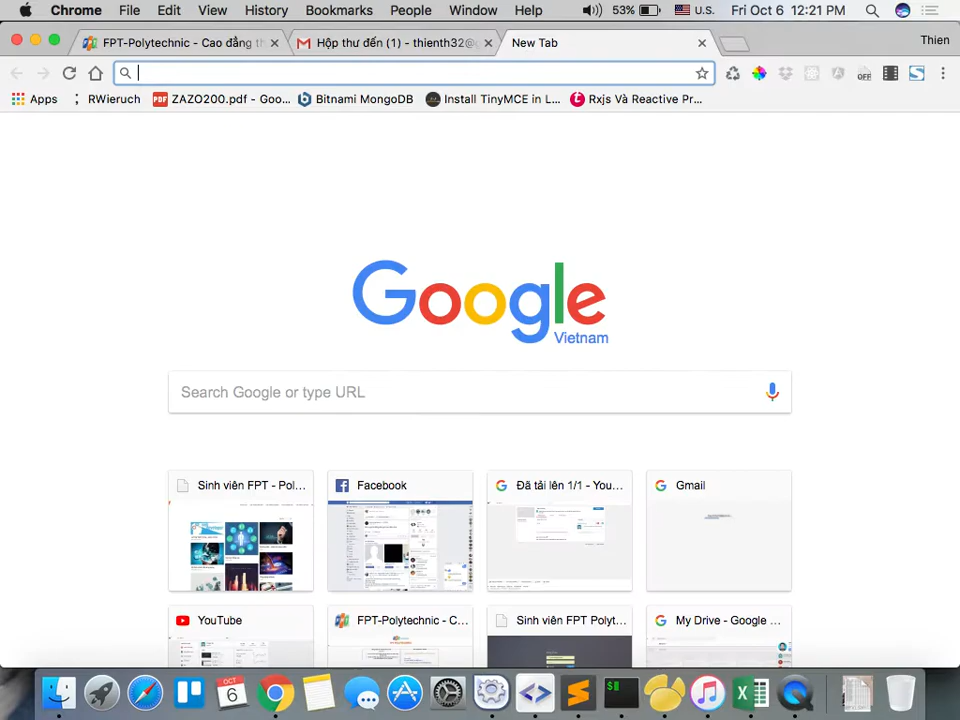 Chrome File Edit View History Bookmarks People Window Help 53% U.S. Fri Oct 6 12:21 PM
FPT-Polytechnic - Cao đẳng th
Hộp thư đến (1) - thienth32@g
New Tab
Thien
OFF
Apps ; RWieruch PDF ZAZO200.pdf - Goo... Bitnami MongoDB Install TinyMCE in L... Rxjs Và Reactive Pr...
Google
Vietnam
Search Google or type URL
Sinh viên FPT - Pol...
Facebook
Đã tải lên 1/1 - You...
Gmail
YouTube
FPT-Polytechnic - C...
Sinh viên FPT Polyt...
My Drive - Google ...
OCT
6